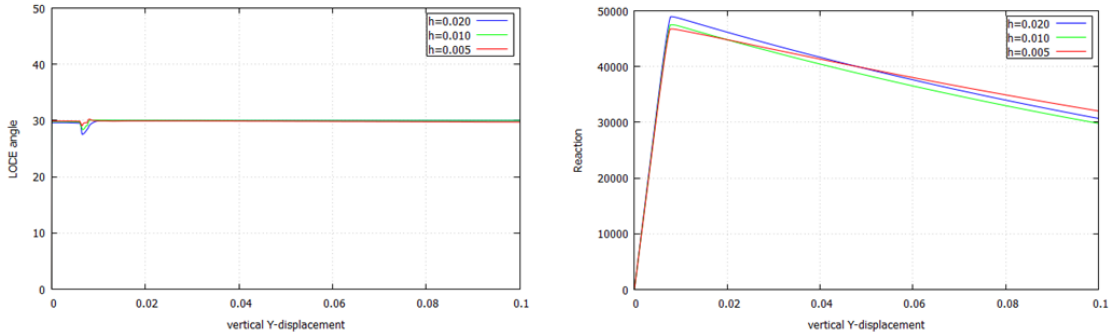 50
40
30
20
10
0
LOCE angle
h=0.020
h=0.010
h=0.005
0 0.02 0.04 0.06 0.08 0.1
vertical Y-displacement
50000
40000
30000
20000
10000
0
Reaction
h=0.020
h=0.010
h=0.005
0 0.02 0.04 0.06 0.08 0.1
vertical Y-displacement